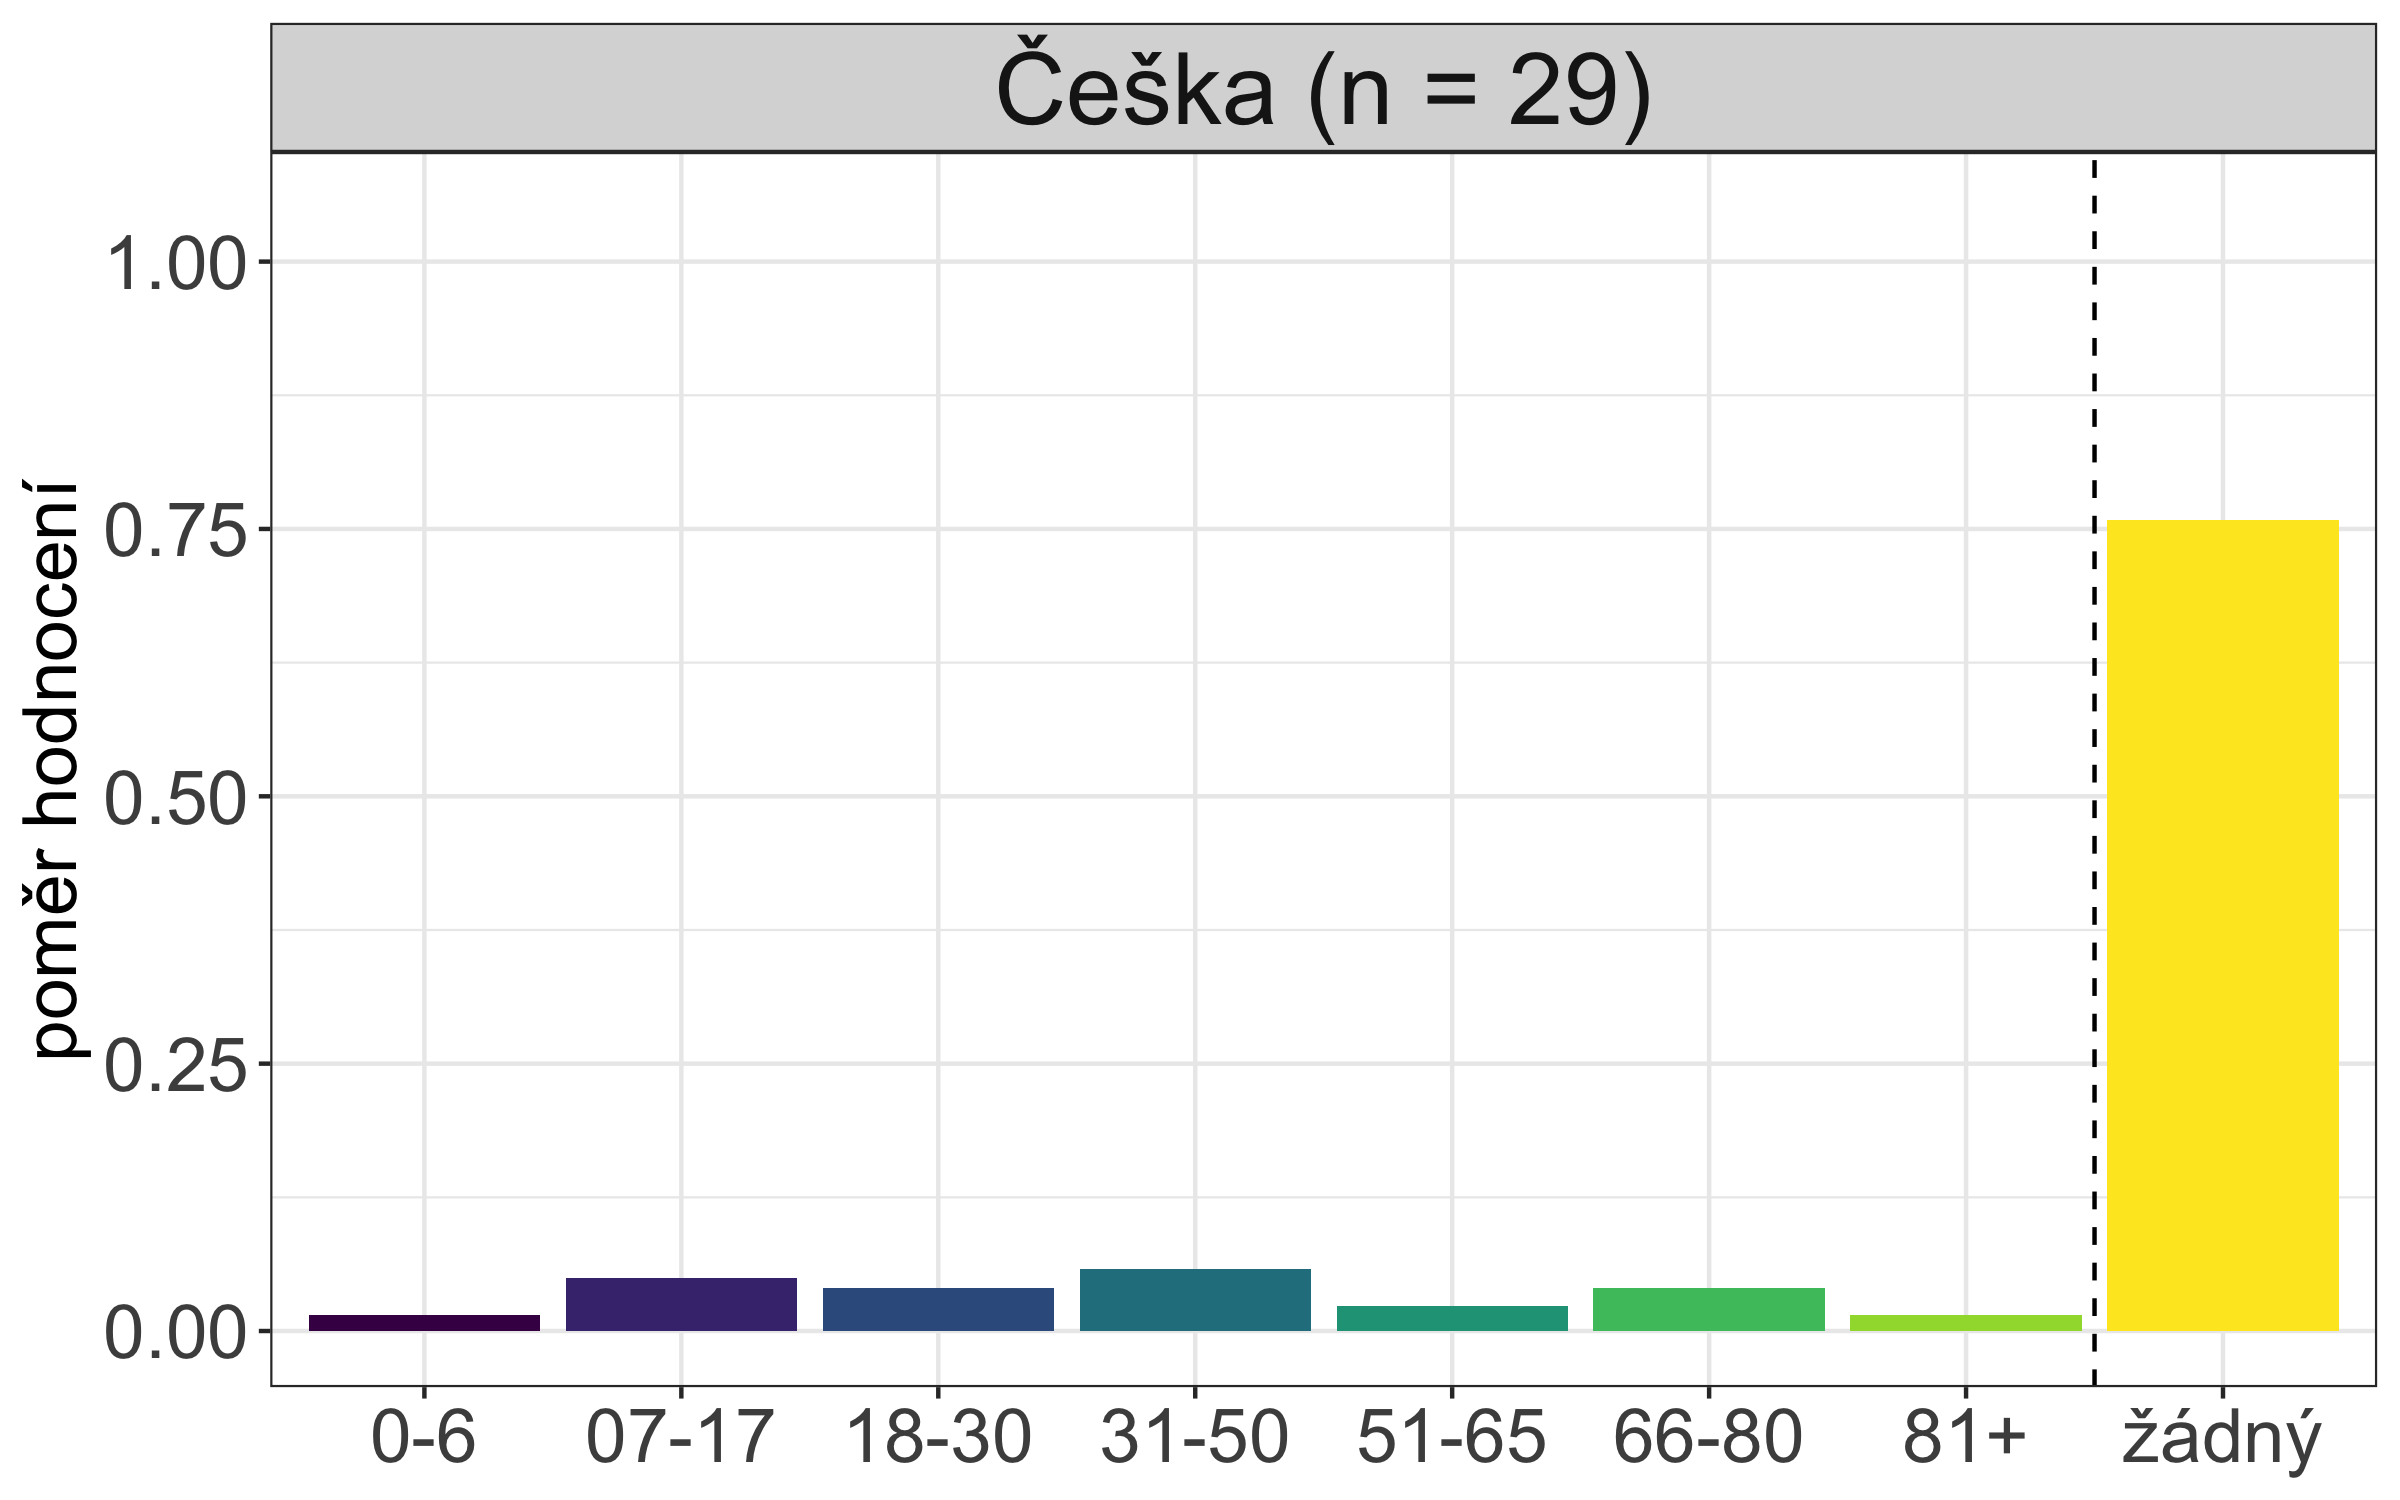 Češka (n = 29)
poměr hodnocení
1.00
0.75
0.50
0.25
0.00
0-6 07-17 18-30 31-50 51-65 66-80 81+ žádný